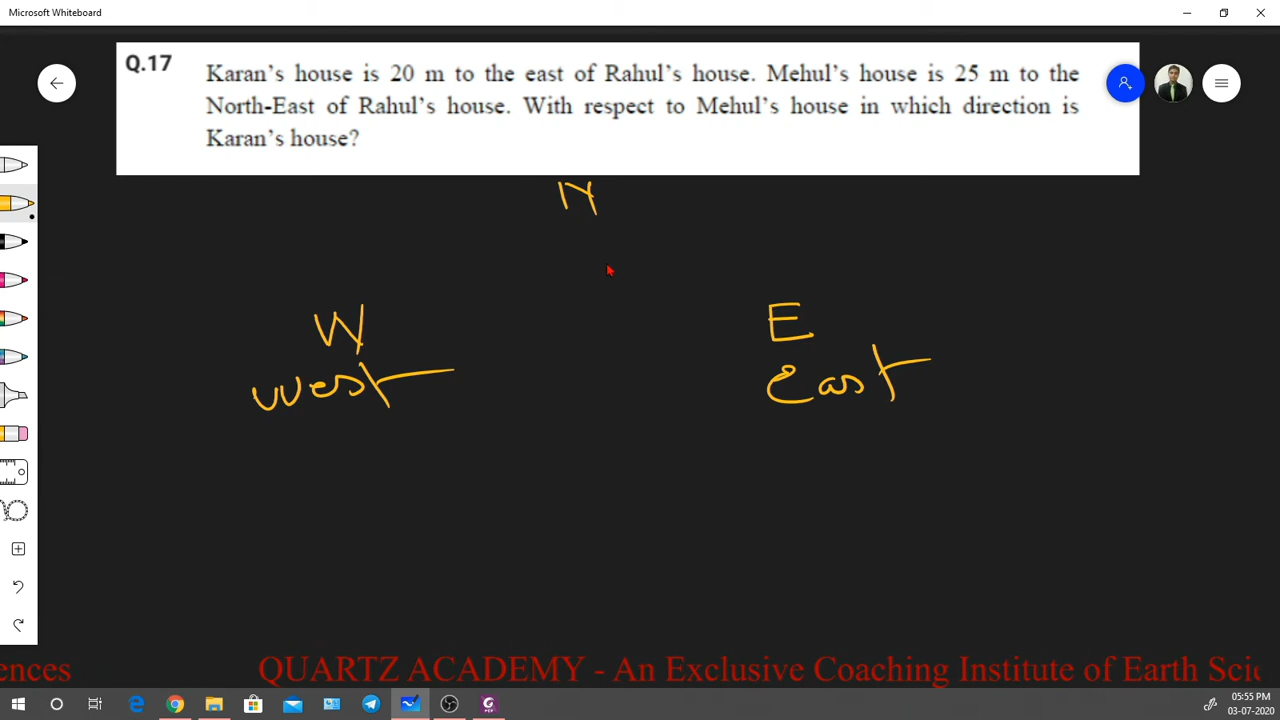 Microsoft Whiteboard
Q.17
Karan's house is 20 m to the east of Rahul's house. Mehul's house is 25 m to the
North-East of Rahul's house. With respect to Mehul's house in which direction is
Karan's house?
N
W
E
West
East
ences
QUARTZ ACADEMY - An Exclusive Coaching Institute of Earth Scie
05:55 PM
03-07-2020